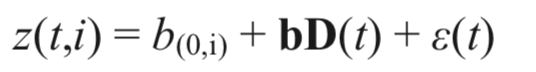 z(t,i) = b(0,i) + bD(t) + ε(t)